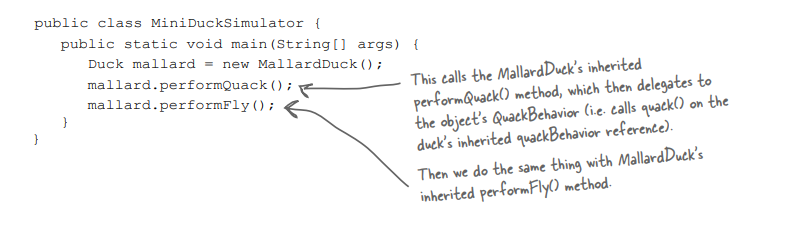 public class MiniDuckSimulator {
public static void main(String[] args) {
Duck mallard = new MallardDuck();
mallard.performQuack();
mallard.performFly();
}
}
This calls the MallardDuck's inherited
performQuack() method, which then delegates to
the object's QuackBehavior (i.e. calls quack() on the
duck's inherited quackBehavior reference).
Then we do the same thing with MallardDuck's
inherited performFly() method.